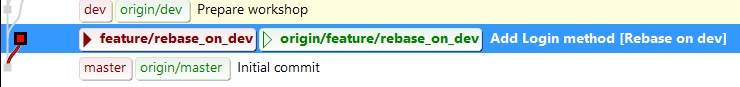 dev origin/dev Prepare workshop
feature/rebase_on_dev origin/feature/rebase_on_dev Add Login method [Rebase on dev]
master origin/master Initial commit